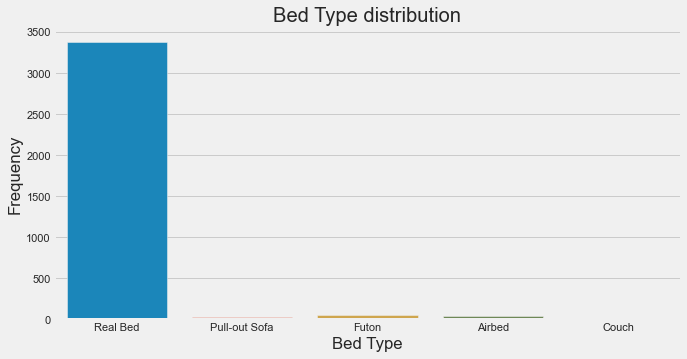 Bed Type distribution
3500
3000
2500
2000
1500
1000
500
0
Frequency
Real Bed Pull-out Sofa Futon Airbed Couch
Bed Type